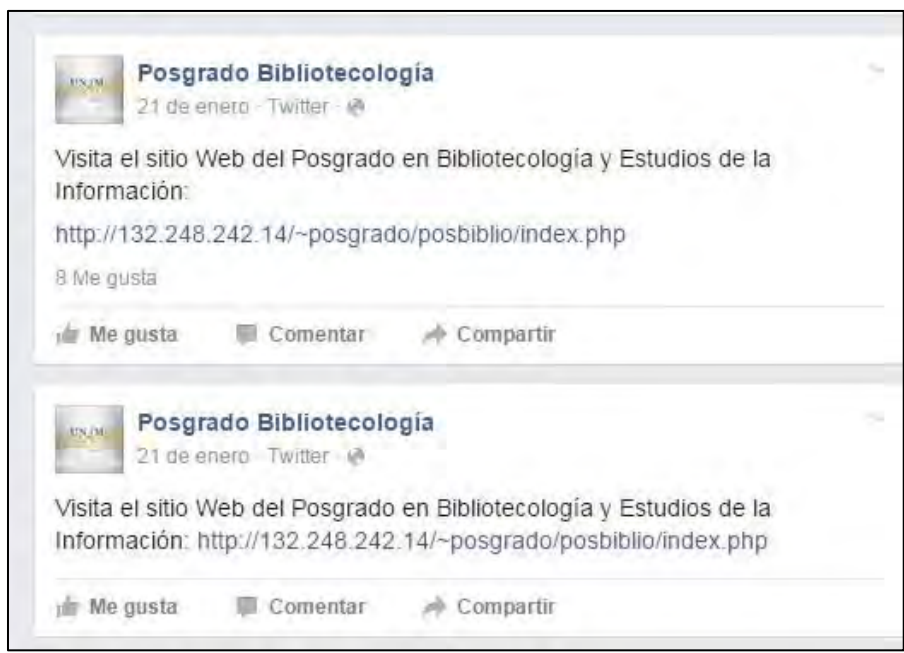 UNAM
Posgrado Bibliotecología
21 de enero · Twitter ·
Visita el sitio Web del Posgrado en Bibliotecología y Estudios de la
Información:
http://132.248.242.14/~posgrado/posbiblio/index.php
8 Me gusta
Me gusta Comentar Compartir
UNAM
Posgrado Bibliotecología
21 de enero · Twitter ·
Visita el sitio Web del Posgrado en Bibliotecología y Estudios de la
Información: http://132.248.242.14/~posgrado/posbiblio/index.php
Me gusta Comentar Compartir